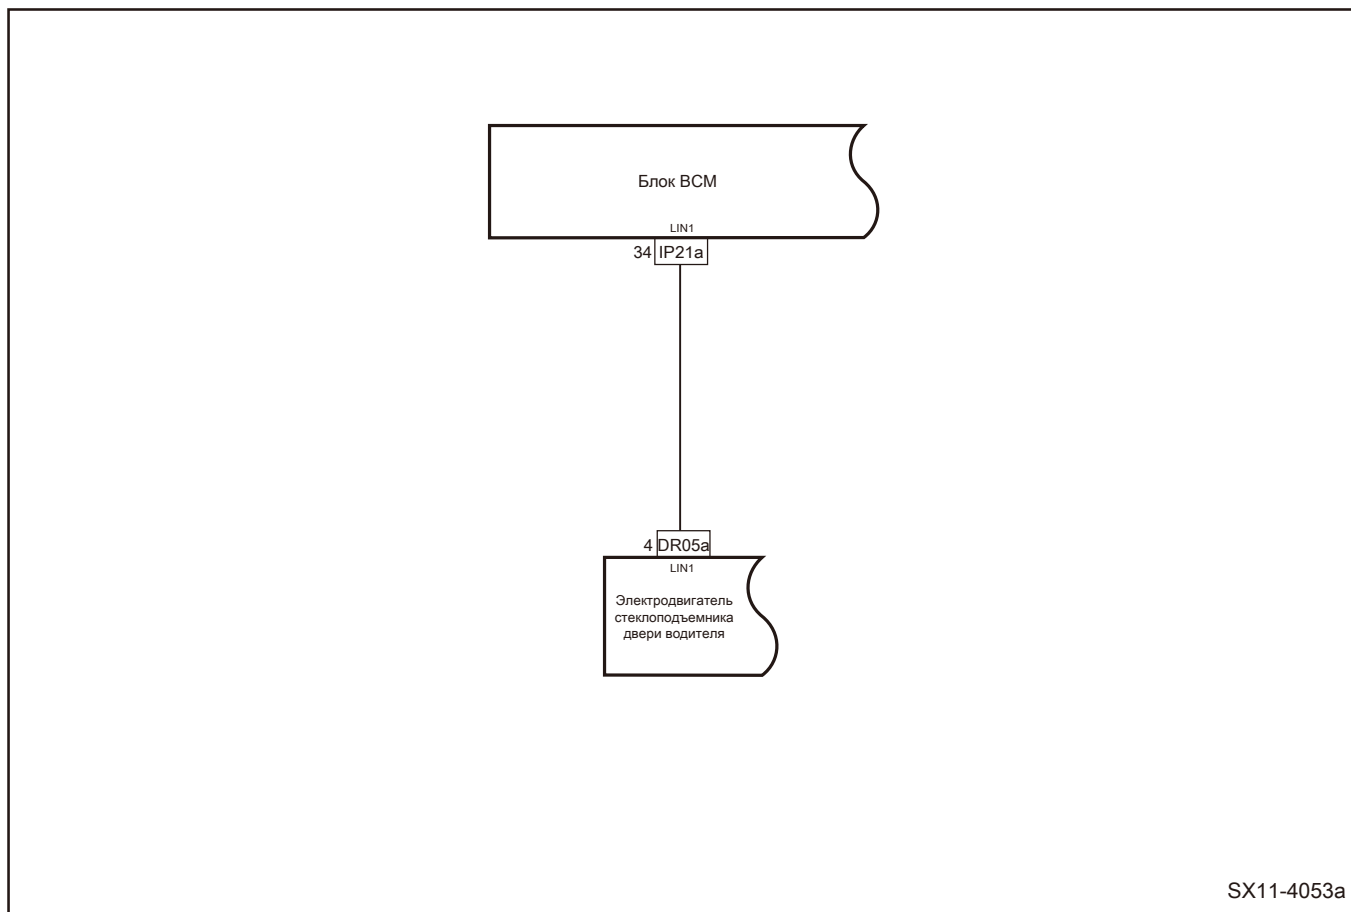 Блок BCM
LIN1
34 IP21a
4 DR05a
LIN1
Электродвигатель
стеклоподъемника
двери водителя
SX11-4053a